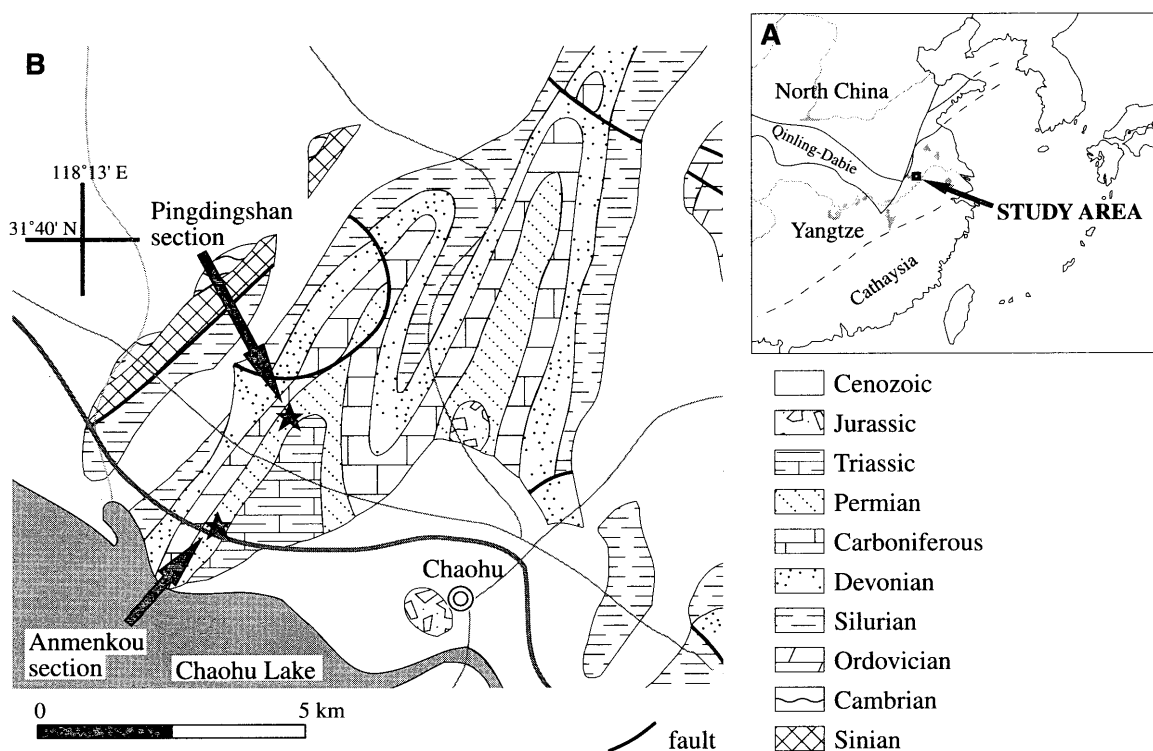 B
118°13' E
31°40' N
Pingdingshan
section
Anmenkou
section
Chaohu Lake
Chaohu
0 5 km
fault
A
North China
Qinling-Dabie
Yangtze
Cathaysia
STUDY AREA
Cenozoic
Jurassic
Triassic
Permian
Carboniferous
Devonian
Silurian
Ordovician
Cambrian
Sinian